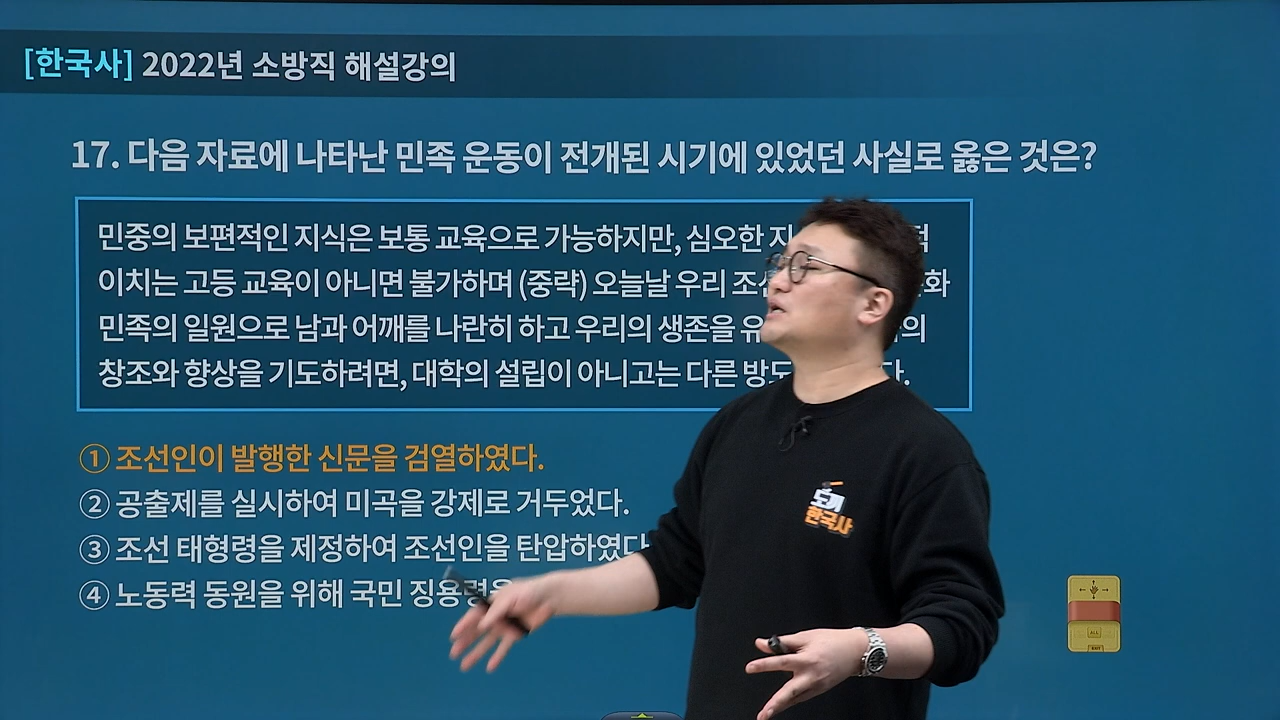 [한국사] 2022년 소방직 해설강의
17. 다음 자료에 나타난 민족 운동이 전개된 시기에 있었던 사실로 옳은 것은?
민중의 보편적인 지식은 보통 교육으로 가능하지만, 심오한
이치는 고등 교육이 아니면 불가하며 (중략) 오늘날 우리
민족의 일원으로 남과 어깨를 나란히 하고 우리의 생존을
창조와 향상을 기도하려면, 대학의 설립이 아니고는 다른
① 조선인이 발행한 신문을 검열하였다.
② 공출제를 실시하여 미곡을 강제로 거두었다.
③ 조선 태형령을 제정하여 조선인을 탄압하였다
④ 노동력 동원을 위해 국민 징용령을
도끼
한국사
ALL
EXIT